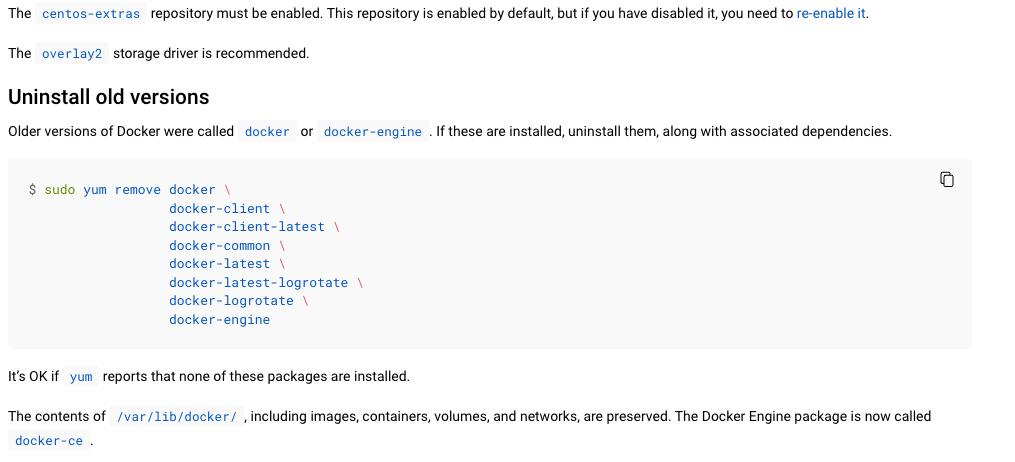 The centos-extras repository must be enabled. This repository is enabled by default, but if you have disabled it, you need to re-enable it.
The overlay2 storage driver is recommended.
Uninstall old versions
Older versions of Docker were called docker or docker-engine . If these are installed, uninstall them, along with associated dependencies.
$ sudo yum remove docker \
docker-client \
docker-client-latest \
docker-common \
docker-latest \
docker-latest-logrotate \
docker-logrotate \
docker-engine
It’s OK if yum reports that none of these packages are installed.
The contents of /var/lib/docker/ , including images, containers, volumes, and networks, are preserved. The Docker Engine package is now called
docker-ce .